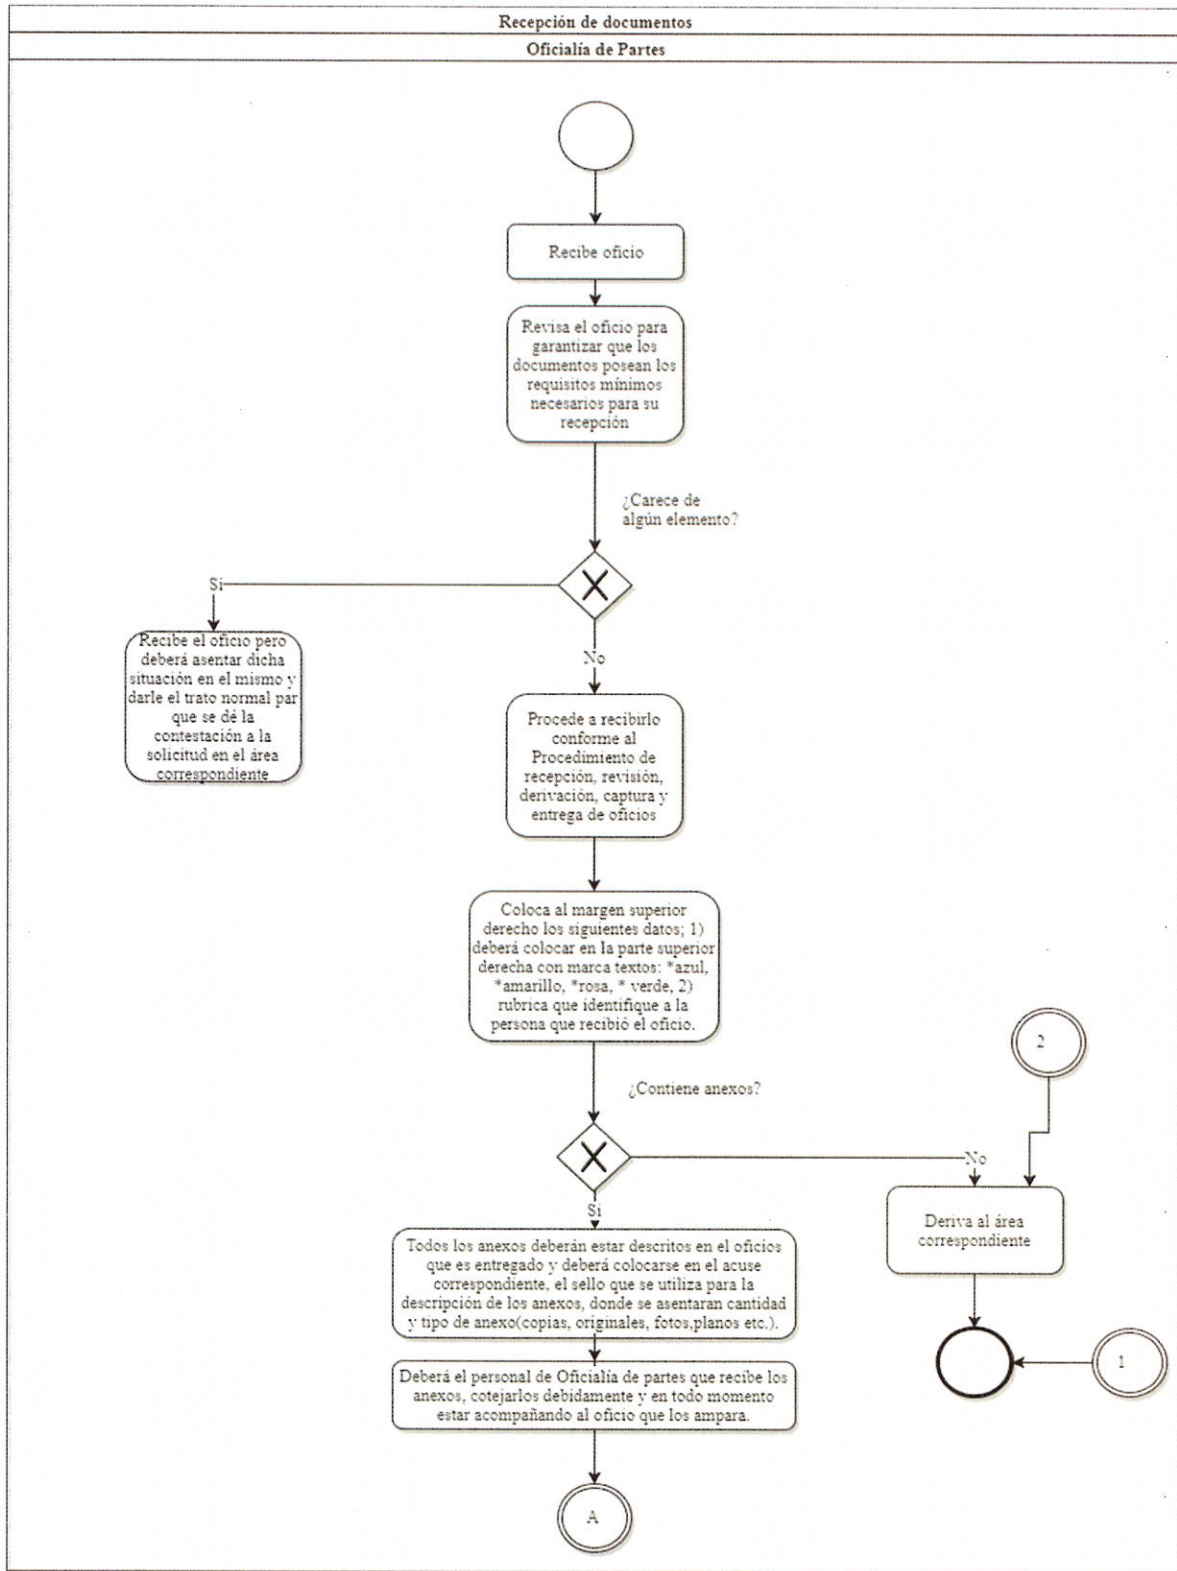 Recepción de documentos
Oficialía de Partes
Recibe oficio
Revisa el oficio para
garantizar que los
documentos posean los
requisitos mínimos
necesarios para su
recepción
¿Carece de
algún elemento?
Si
Recibe el oficio pero
deberá asentar dicha
situación en el mismo y
darle el trato normal par
que se dé la
contestación a la
solicitud en el área
correspondiente
No
Procede a recibirlo
conforme al
Procedimiento de
recepción, revisión,
derivación, captura y
entrega de oficios
Coloca al margen superior
derecho los siguientes datos; 1)
deberá colocar en la parte superior
derecha con marca textos: *azul,
*amarillo, *rosa, * verde, 2)
rubrica que identifique a la
persona que recibió el oficio.
2
¿Contiene anexos?
No
Si
Deriva al área
correspondiente
Todos los anexos deberán estar descritos en el oficios
que es entregado y deberá colocarse en el acuse
correspondiente, el sello que se utiliza para la
descripción de los anexos, donde se asentaran cantidad
y tipo de anexo(copias, originales, fotos,planos etc.).
1
Deberá el personal de Oficialía de partes que recibe los
anexos, cotejarlos debidamente y en todo momento
estar acompañando al oficio que los ampara.
A